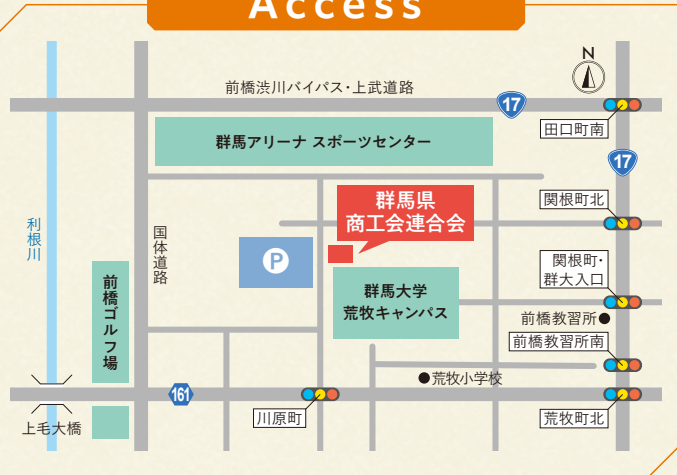 Access
N
前橋渋川バイパス・上武道路
17
田口町南
群馬アリーナ スポーツセンター
17
群馬県
商工会連合会
関根町北
利根川
国体道路
P
関根町・
群大入口
前橋ゴルフ場
群馬大学
荒牧キャンパス
前橋教習所
前橋教習所南
荒牧小学校
161
川原町
荒牧町北
上毛大橋